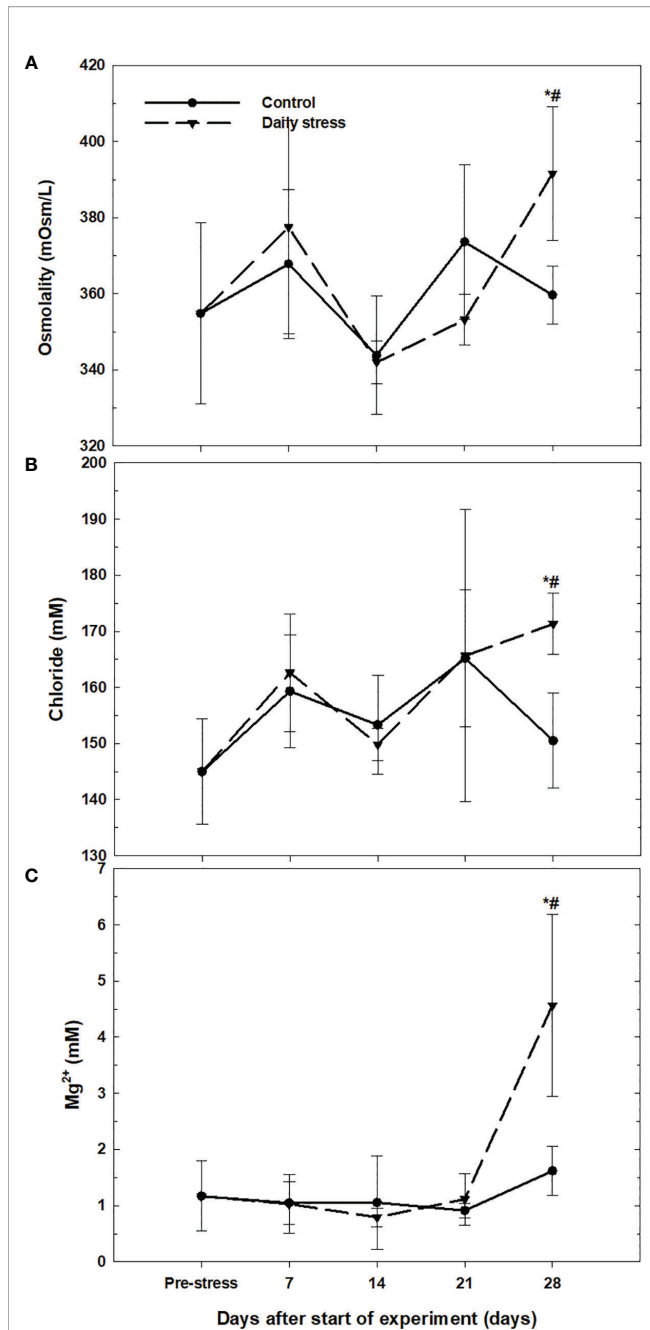 A
420
Control
Daily stress
*#
400
380
360
340
320
Osmolality (mOsm/L)
B
200
190
180
*#
170
160
150
140
130
Chloride (mM)
C
7
*#
6
5
4
3
2
1
0
Mg2+ (mM)
Pre-stress 7 14 21 28
Days after start of experiment (days)